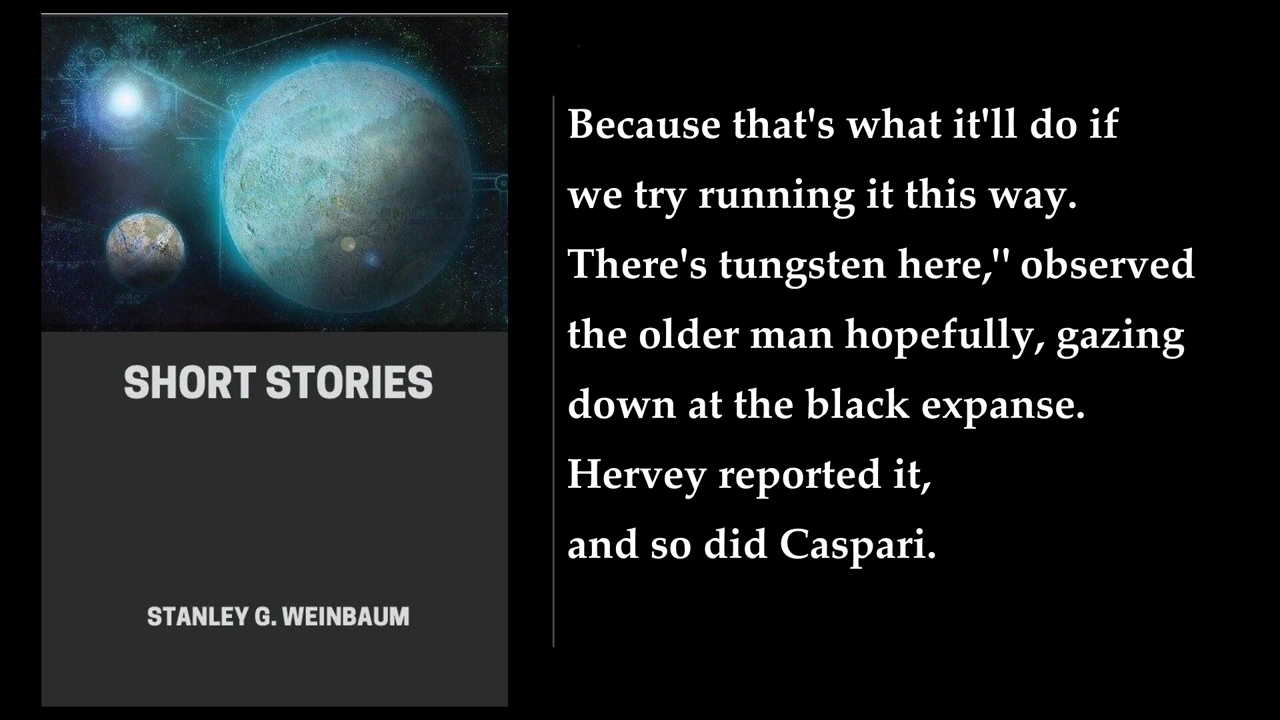 SHORT STORIES
STANLEY G. WEINBAUM
Because that's what it'll do if
we try running it this way.
There's tungsten here,'' observed
the older man hopefully, gazing
down at the black expanse.
Hervey reported it,
and so did Caspari.